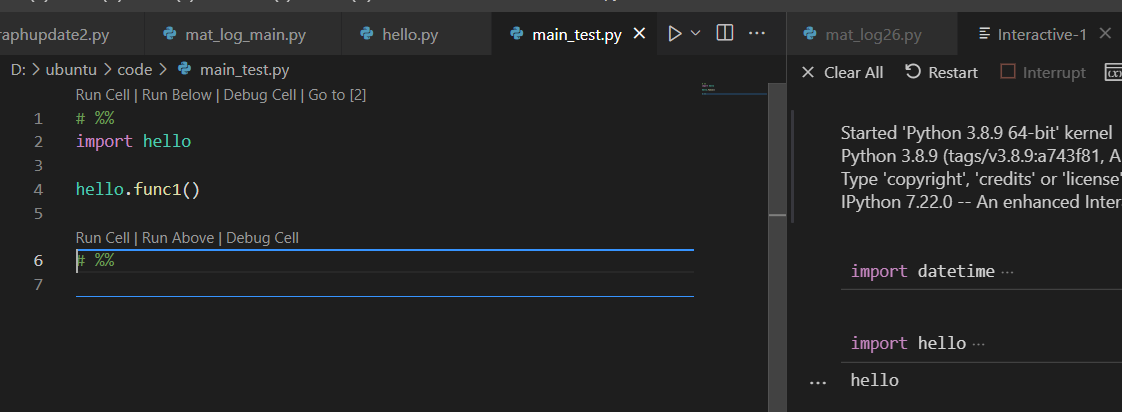 raphupdate2.py mat_log_main.py hello.py main_test.py
D: > ubuntu > code > main_test.py
Run Cell | Run Below | Debug Cell | Go to [2]
1 # %%
2 import hello
3
4 hello.func1()
5
Run Cell | Run Above | Debug Cell
6 # %%
7
mat_log26.py Interactive-1
Clear All Restart Interrupt
Started 'Python 3.8.9 64-bit' kernel
Python 3.8.9 (tags/v3.8.9:a743f81, A
Type 'copyright', 'credits' or 'license'
IPython 7.22.0 -- An enhanced Inter
import datetime ...
import hello ...
... hello